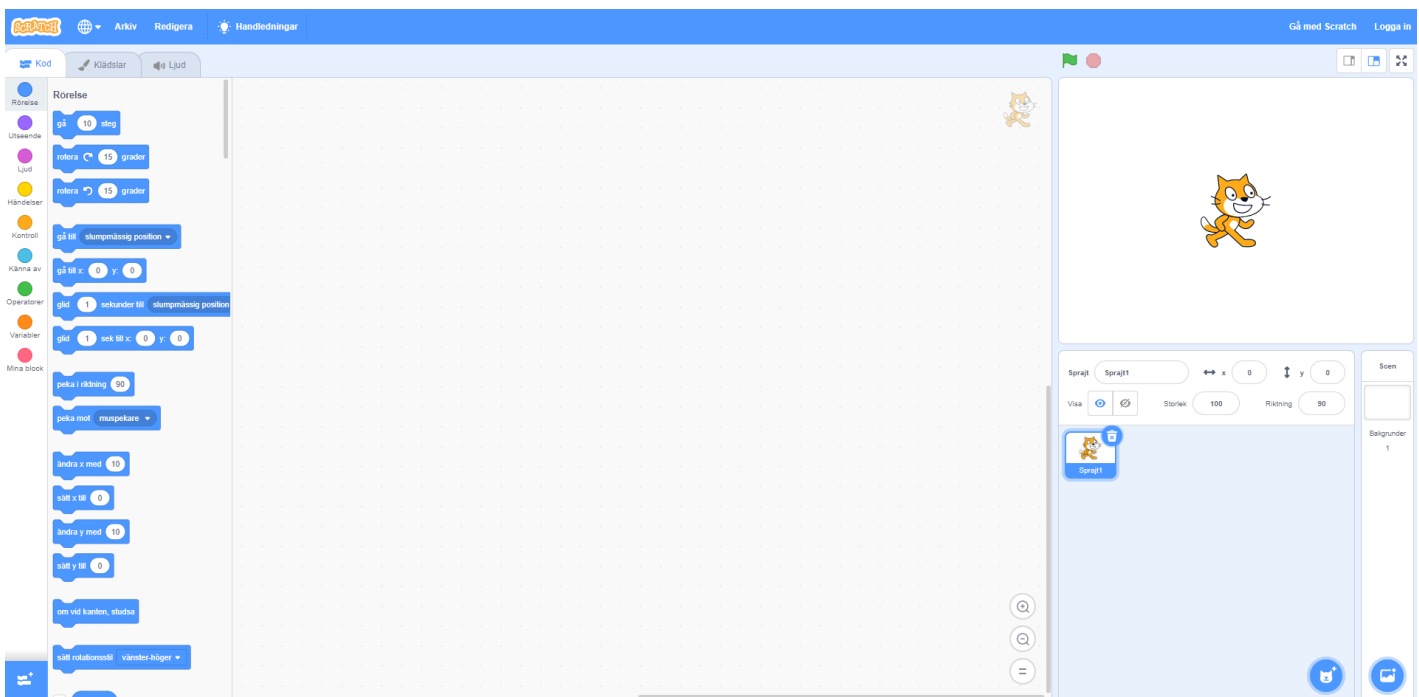 SCRATCH
Arkiv
Redigera
Handledningar
Gå med Scratch
Logga in
Kod
Klädslar
Ljud
Rörelse
Utseende
Ljud
Händelser
Kontroll
Känna av
Operatorer
Variabler
Mina block
Rörelse
gå 10 steg
rotera 15 grader
rotera 15 grader
gå till slumpmässig position
gå till x: 0 y: 0
glid 1 sekunder till slumpmässig position
glid 1 sek till x: 0 y: 0
peka i riktning 90
peka mot muspekare
ändra x med 10
sätt x till 0
ändra y med 10
sätt y till 0
om vid kanten, studsa
sätt rotationsstil vänster-höger
Sprajt Sprajt1 x 0 y 0
Visa Storlek 100 Riktning 90
Sprajt1
Scen
Bakgrunder
1